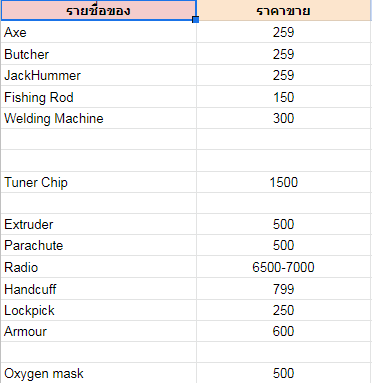 รายชื่อของ ราคาขาย
Axe 259
Butcher 259
JackHummer 259
Fishing Rod 150
Welding Machine 300
Tuner Chip 1500
Extruder 500
Parachute 500
Radio 6500-7000
Handcuff 799
Lockpick 250
Armour 600
Oxygen mask 500